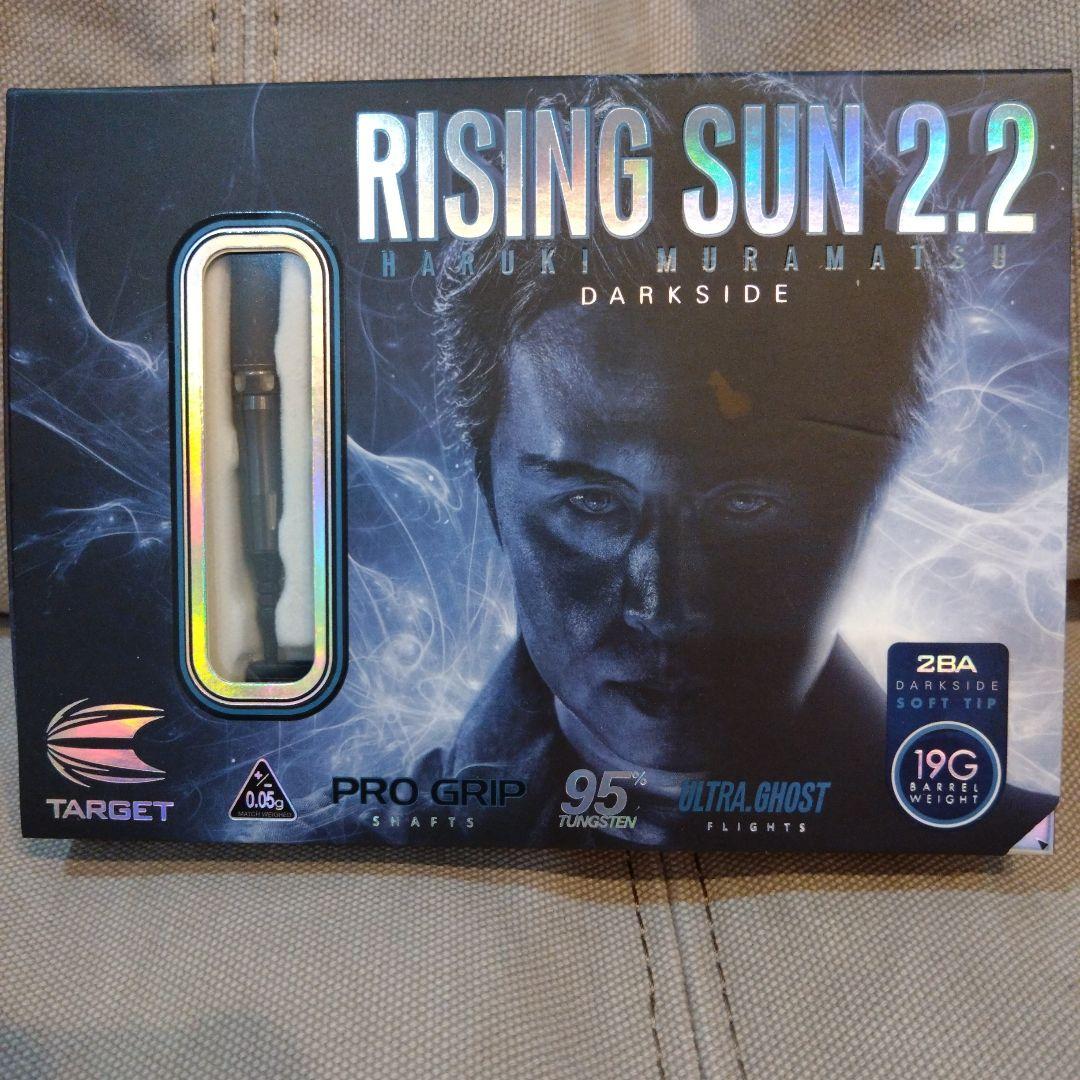 RISING SUN 2.2
HARUKI MURAMATSU
DARKSIDE
2BA
DARKSIDE
SOFT TIP
19G
BARREL
WEIGHT
TARGET
+/-
0.05g
MATCH WEIGHED
PRO GRIP
SHAFTS
95%
TUNGSTEN
ULTRA.GHOST
FLIGHTS